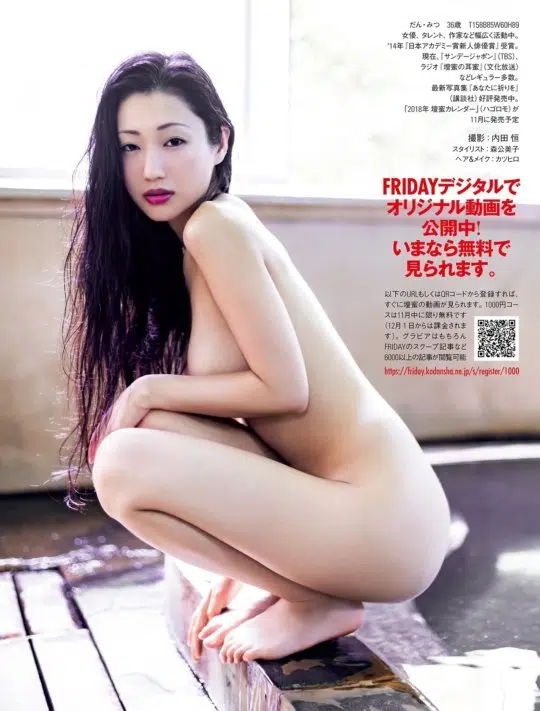 だん・みつ 36歳 T158B85W60H89
女優、タレント、作家など幅広く活動中。
'14年『日本アカデミー賞新人俳優賞』受賞。
現在、『サンデージャポン』(TBS)、
ラジオ『壇蜜の耳蜜』(文化放送)
などレギュラー多数。
最新写真集『あなたに祈りを』
(講談社)好評発売中。
『2018年 壇蜜カレンダー』(ハゴロモ)が
11月に発売予定
撮影:内田 恒
スタイリスト:森公美子
ヘア&メイク:カツヒロ
FRIDAYデジタルで
オリジナル動画を
公開中!
いまなら無料で
見られます。
以下のURLもしくはQRコードから登録すれば、
すぐに壇蜜の動画が見られます。1000円コー
スは11月中に限り無料です
(12月1日からは課金されま
す)。グラビアはもちろん
FRIDAYのスクープ記事など
6000以上の記事が閲覧可能
https://friday.kodansha.ne.jp/s/register/1000